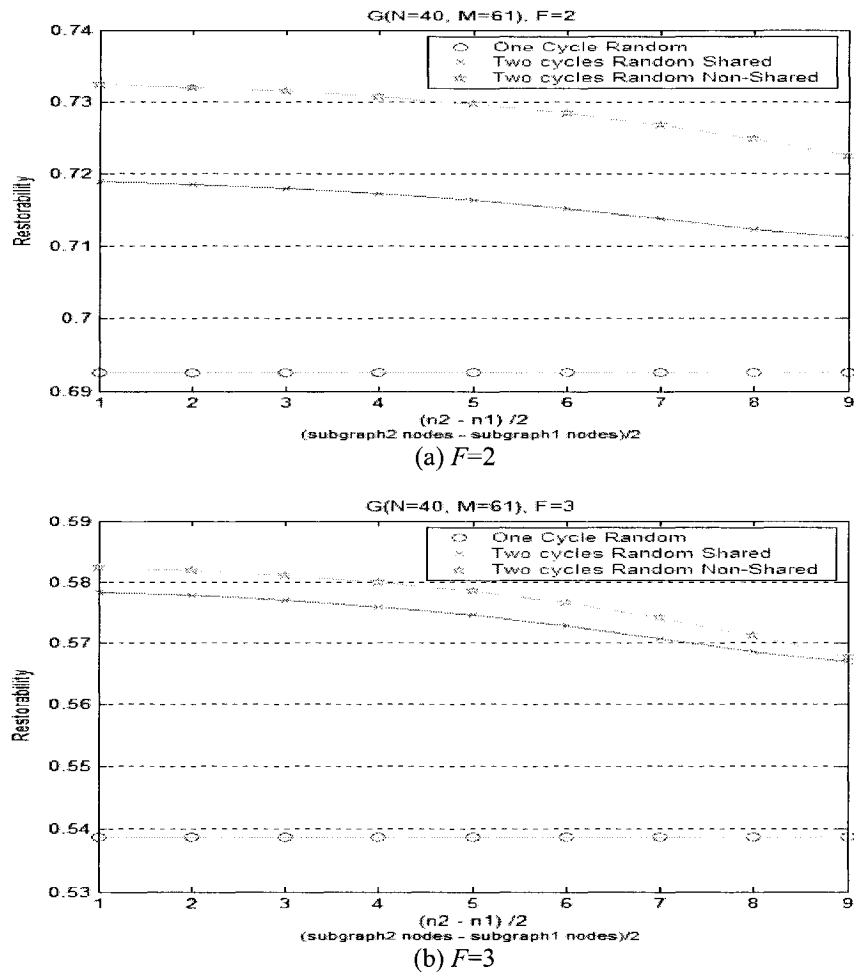 G(N=40, M=61), F=2
0.74
One Cycle Random
Two cycles Random Shared
Two cycles Random Non-Shared
0.73
0.72
0.71
0.7
0.69
Restorability
1 2 3 4 5 6 7 8 9
(n2 - n1) /2
(subgraph2 nodes - subgraph1 nodes)/2
(a) F=2
G(N=40, M=61), F=3
0.59
One Cycle Random
Two cycles Random Shared
Two cycles Random Non-Shared
0.58
0.57
0.56
0.55
0.54
0.53
Restorability
1 2 3 4 5 6 7 8 9
(n2 - n1) /2
(subgraph2 nodes - subgraph1 nodes)/2
(b) F=3